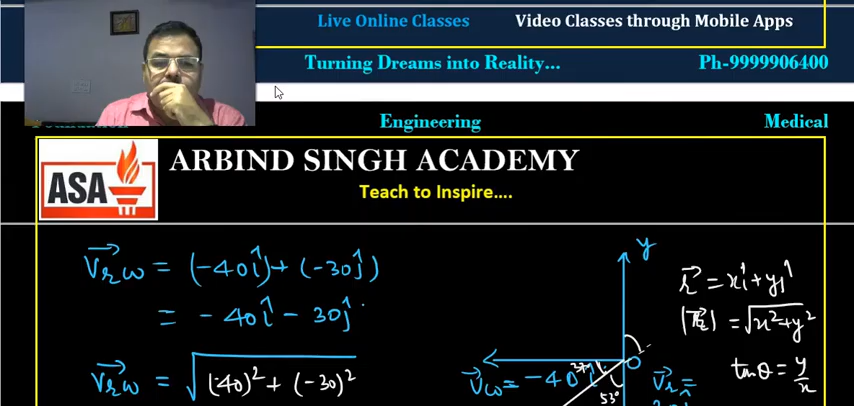 Live Online Classes Video Classes through Mobile Apps
Turning Dreams into Reality... Ph-9999906400
Engineering Medical
ASA
ARBIND SINGH ACADEMY
Teach to Inspire....
V⃗rw = (-40î) + (-30ĵ)
= -40î - 30ĵ
V⃗rw = √((-40)² + (-30)²)
y
O
37°
53°
V⃗w = -40î
V⃗r =
r⃗ = xî + yĵ
|r⃗| = √(x² + y²)
tanθ = y/x